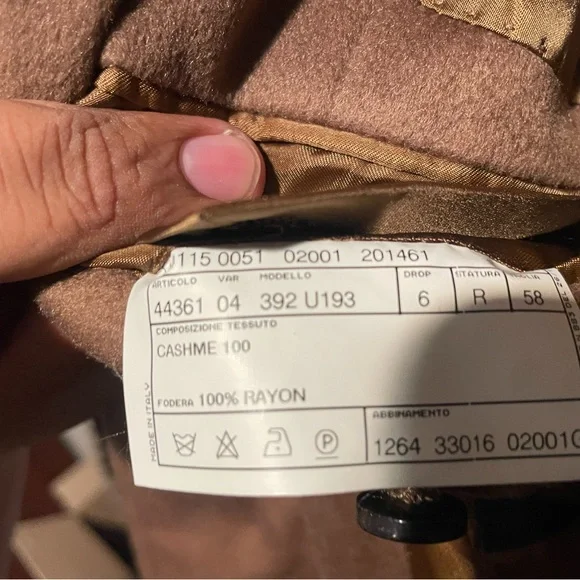 115 0051 02001 201461
ARTICOLO VAR MODELLO DROP STATURA
44361 04 392 U193 6 R 58
COMPOSIZIONE TESSUTO
CASHME 100
FODERA 100% RAYON
ABBINAMENTO
P 1264 33016 02001
MADE IN ITALY